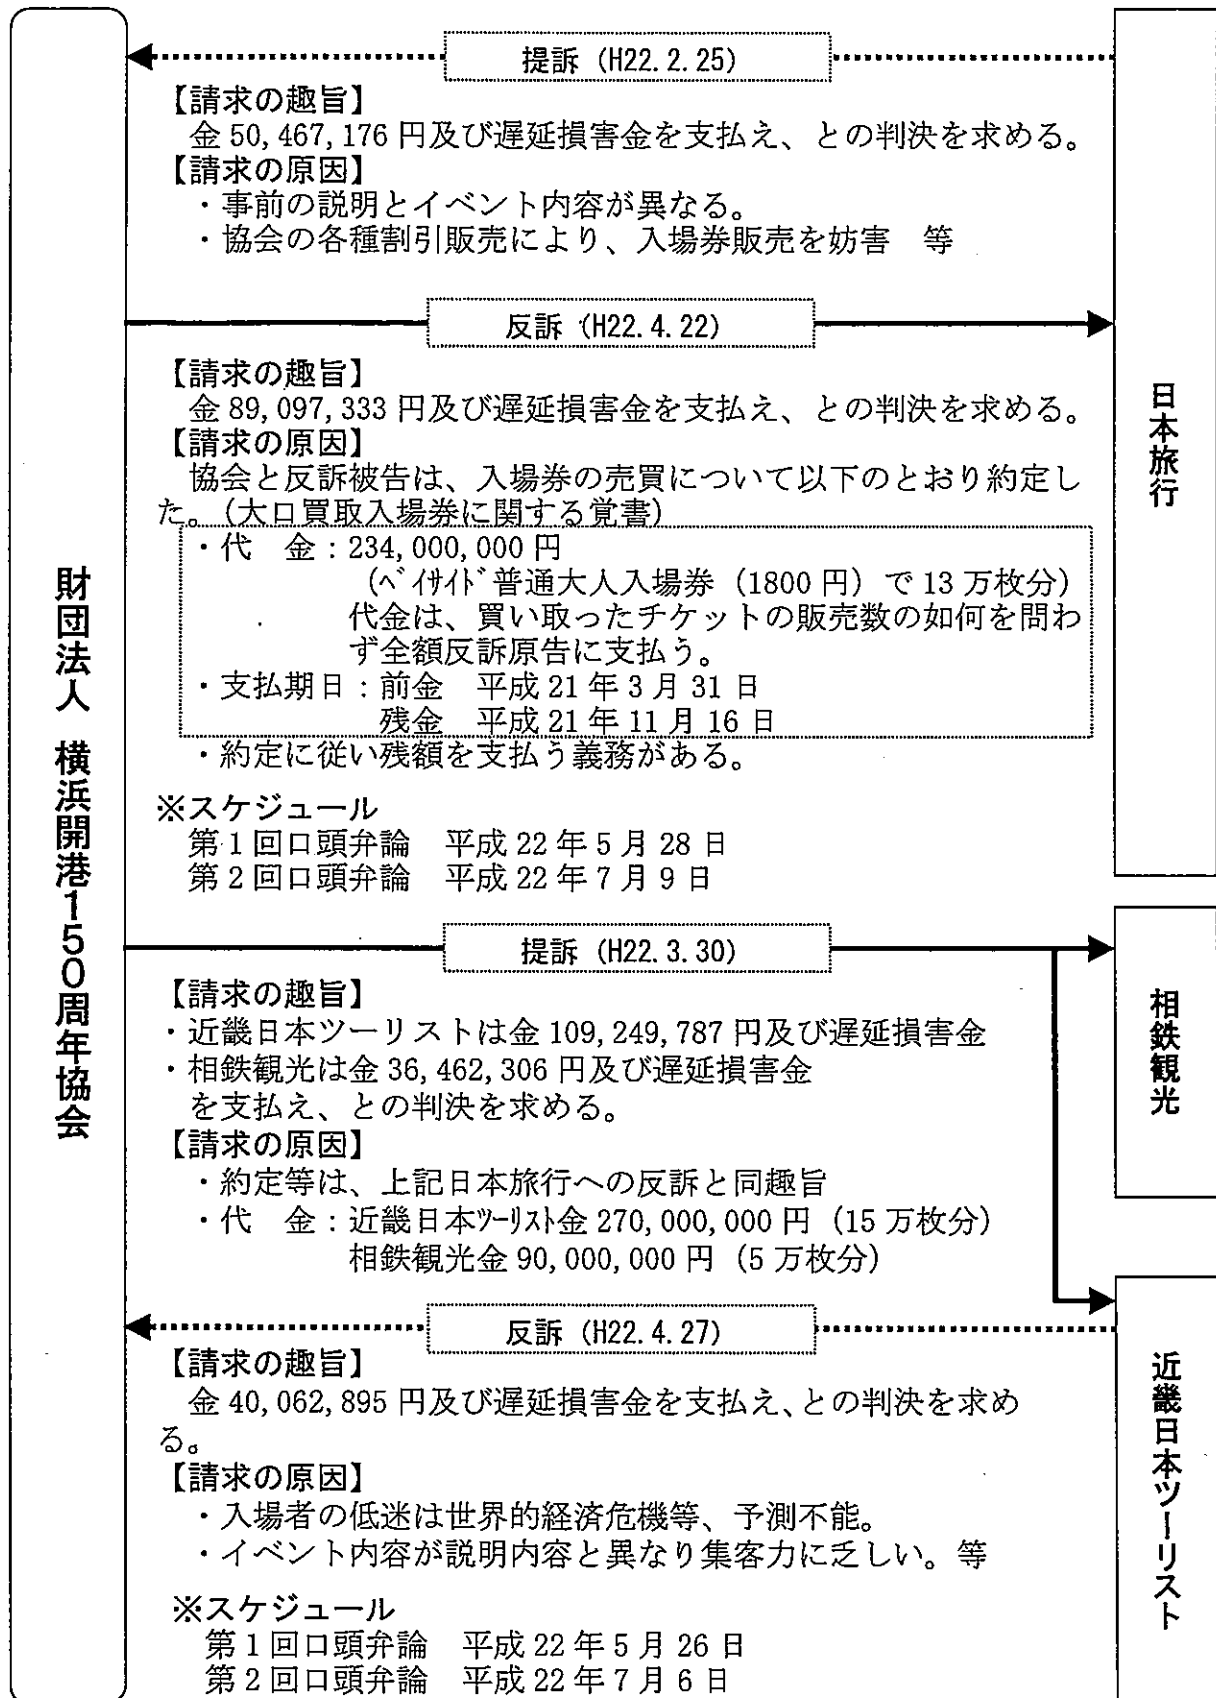 財団法人 横浜開港150周年協会
提訴 (H22.2.25)
【請求の趣旨】
金 50,467,176 円及び遅延損害金を支払え、との判決を求める。
【請求の原因】
・事前の説明とイベント内容が異なる。
・協会の各種割引販売により、入場券販売を妨害 等
反訴 (H22.4.22)
【請求の趣旨】
金 89,097,333 円及び遅延損害金を支払え、との判決を求める。
【請求の原因】
協会と反訴被告は、入場券の売買について以下のとおり約定し
た。(大口買取入場券に関する覚書)
・代 金：234,000,000 円
(ベイサイド普通大人入場券 (1800 円) で 13 万枚分)
代金は、買い取ったチケットの販売数の如何を問わ
ず全額反訴原告に支払う。
・支払期日：前金 平成 21 年 3 月 31 日
残金 平成 21 年 11 月 16 日
・約定に従い残額を支払う義務がある。
※スケジュール
第 1 回口頭弁論 平成 22 年 5 月 28 日
第 2 回口頭弁論 平成 22 年 7 月 9 日
日本旅行
提訴 (H22.3.30)
【請求の趣旨】
・近畿日本ツーリストは金 109,249,787 円及び遅延損害金
・相鉄観光は金 36,462,306 円及び遅延損害金
を支払え、との判決を求める。
【請求の原因】
・約定等は、上記日本旅行への反訴と同趣旨
・代 金：近畿日本ツーリスト金 270,000,000 円 (15 万枚分)
相鉄観光金 90,000,000 円 (5 万枚分)
相鉄観光
反訴 (H22.4.27)
【請求の趣旨】
金 40,062,895 円及び遅延損害金を支払え、との判決を求め
る。
【請求の原因】
・入場者の低迷は世界的経済危機等、予測不能。
・イベント内容が説明内容と異なり集客力に乏しい。等
※スケジュール
第 1 回口頭弁論 平成 22 年 5 月 26 日
第 2 回口頭弁論 平成 22 年 7 月 6 日
近畿日本ツーリスト